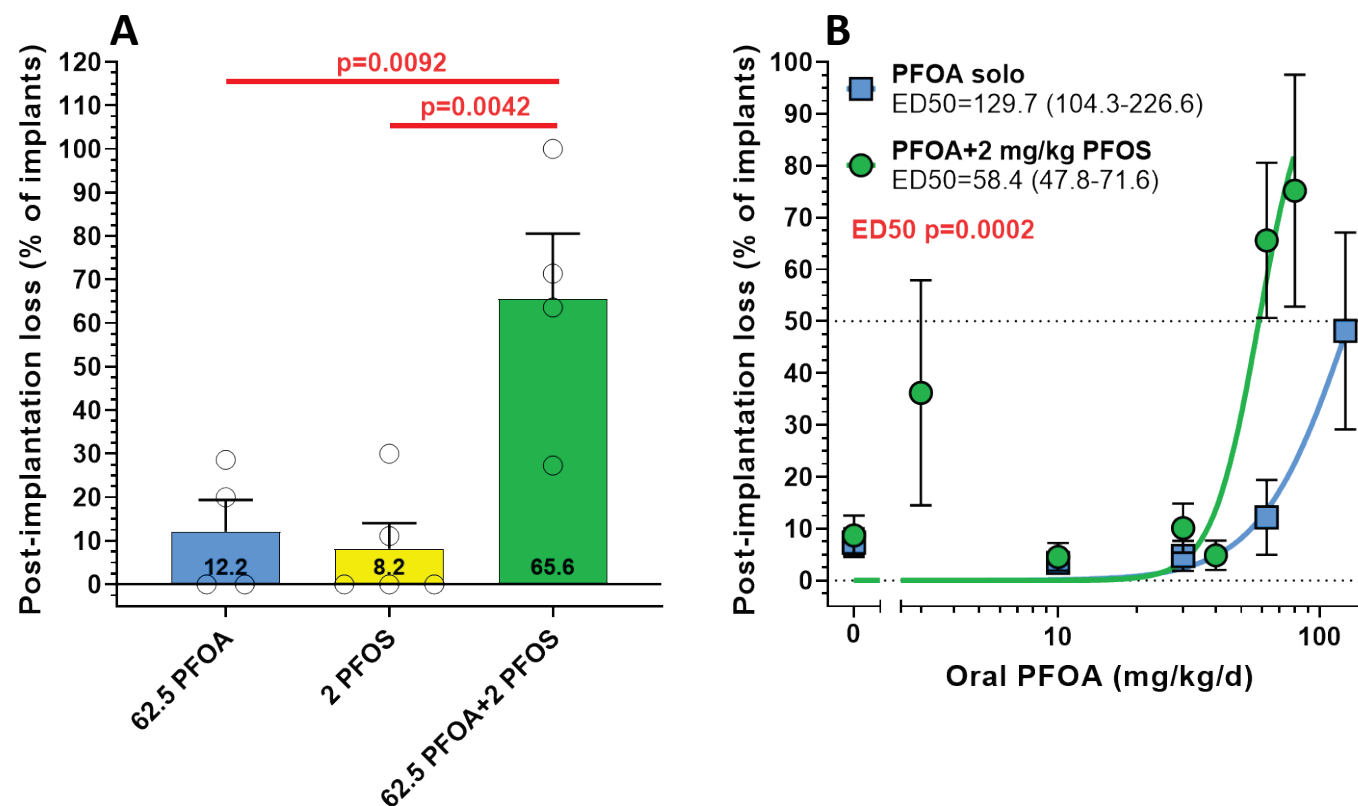 A
Post-implantation loss (% of implants)
120
110
100
90
80
70
60
50
40
30
20
10
0
p=0.0092
p=0.0042
12.2
8.2
65.6
62.5 PFOA
2 PFOS
62.5 PFOA+2 PFOS
B
Post-implantation loss (% of implants)
100
90
80
70
60
50
40
30
20
10
0
PFOA solo
ED50=129.7 (104.3-226.6)
PFOA+2 mg/kg PFOS
ED50=58.4 (47.8-71.6)
ED50 p=0.0002
0
10
100
Oral PFOA (mg/kg/d)